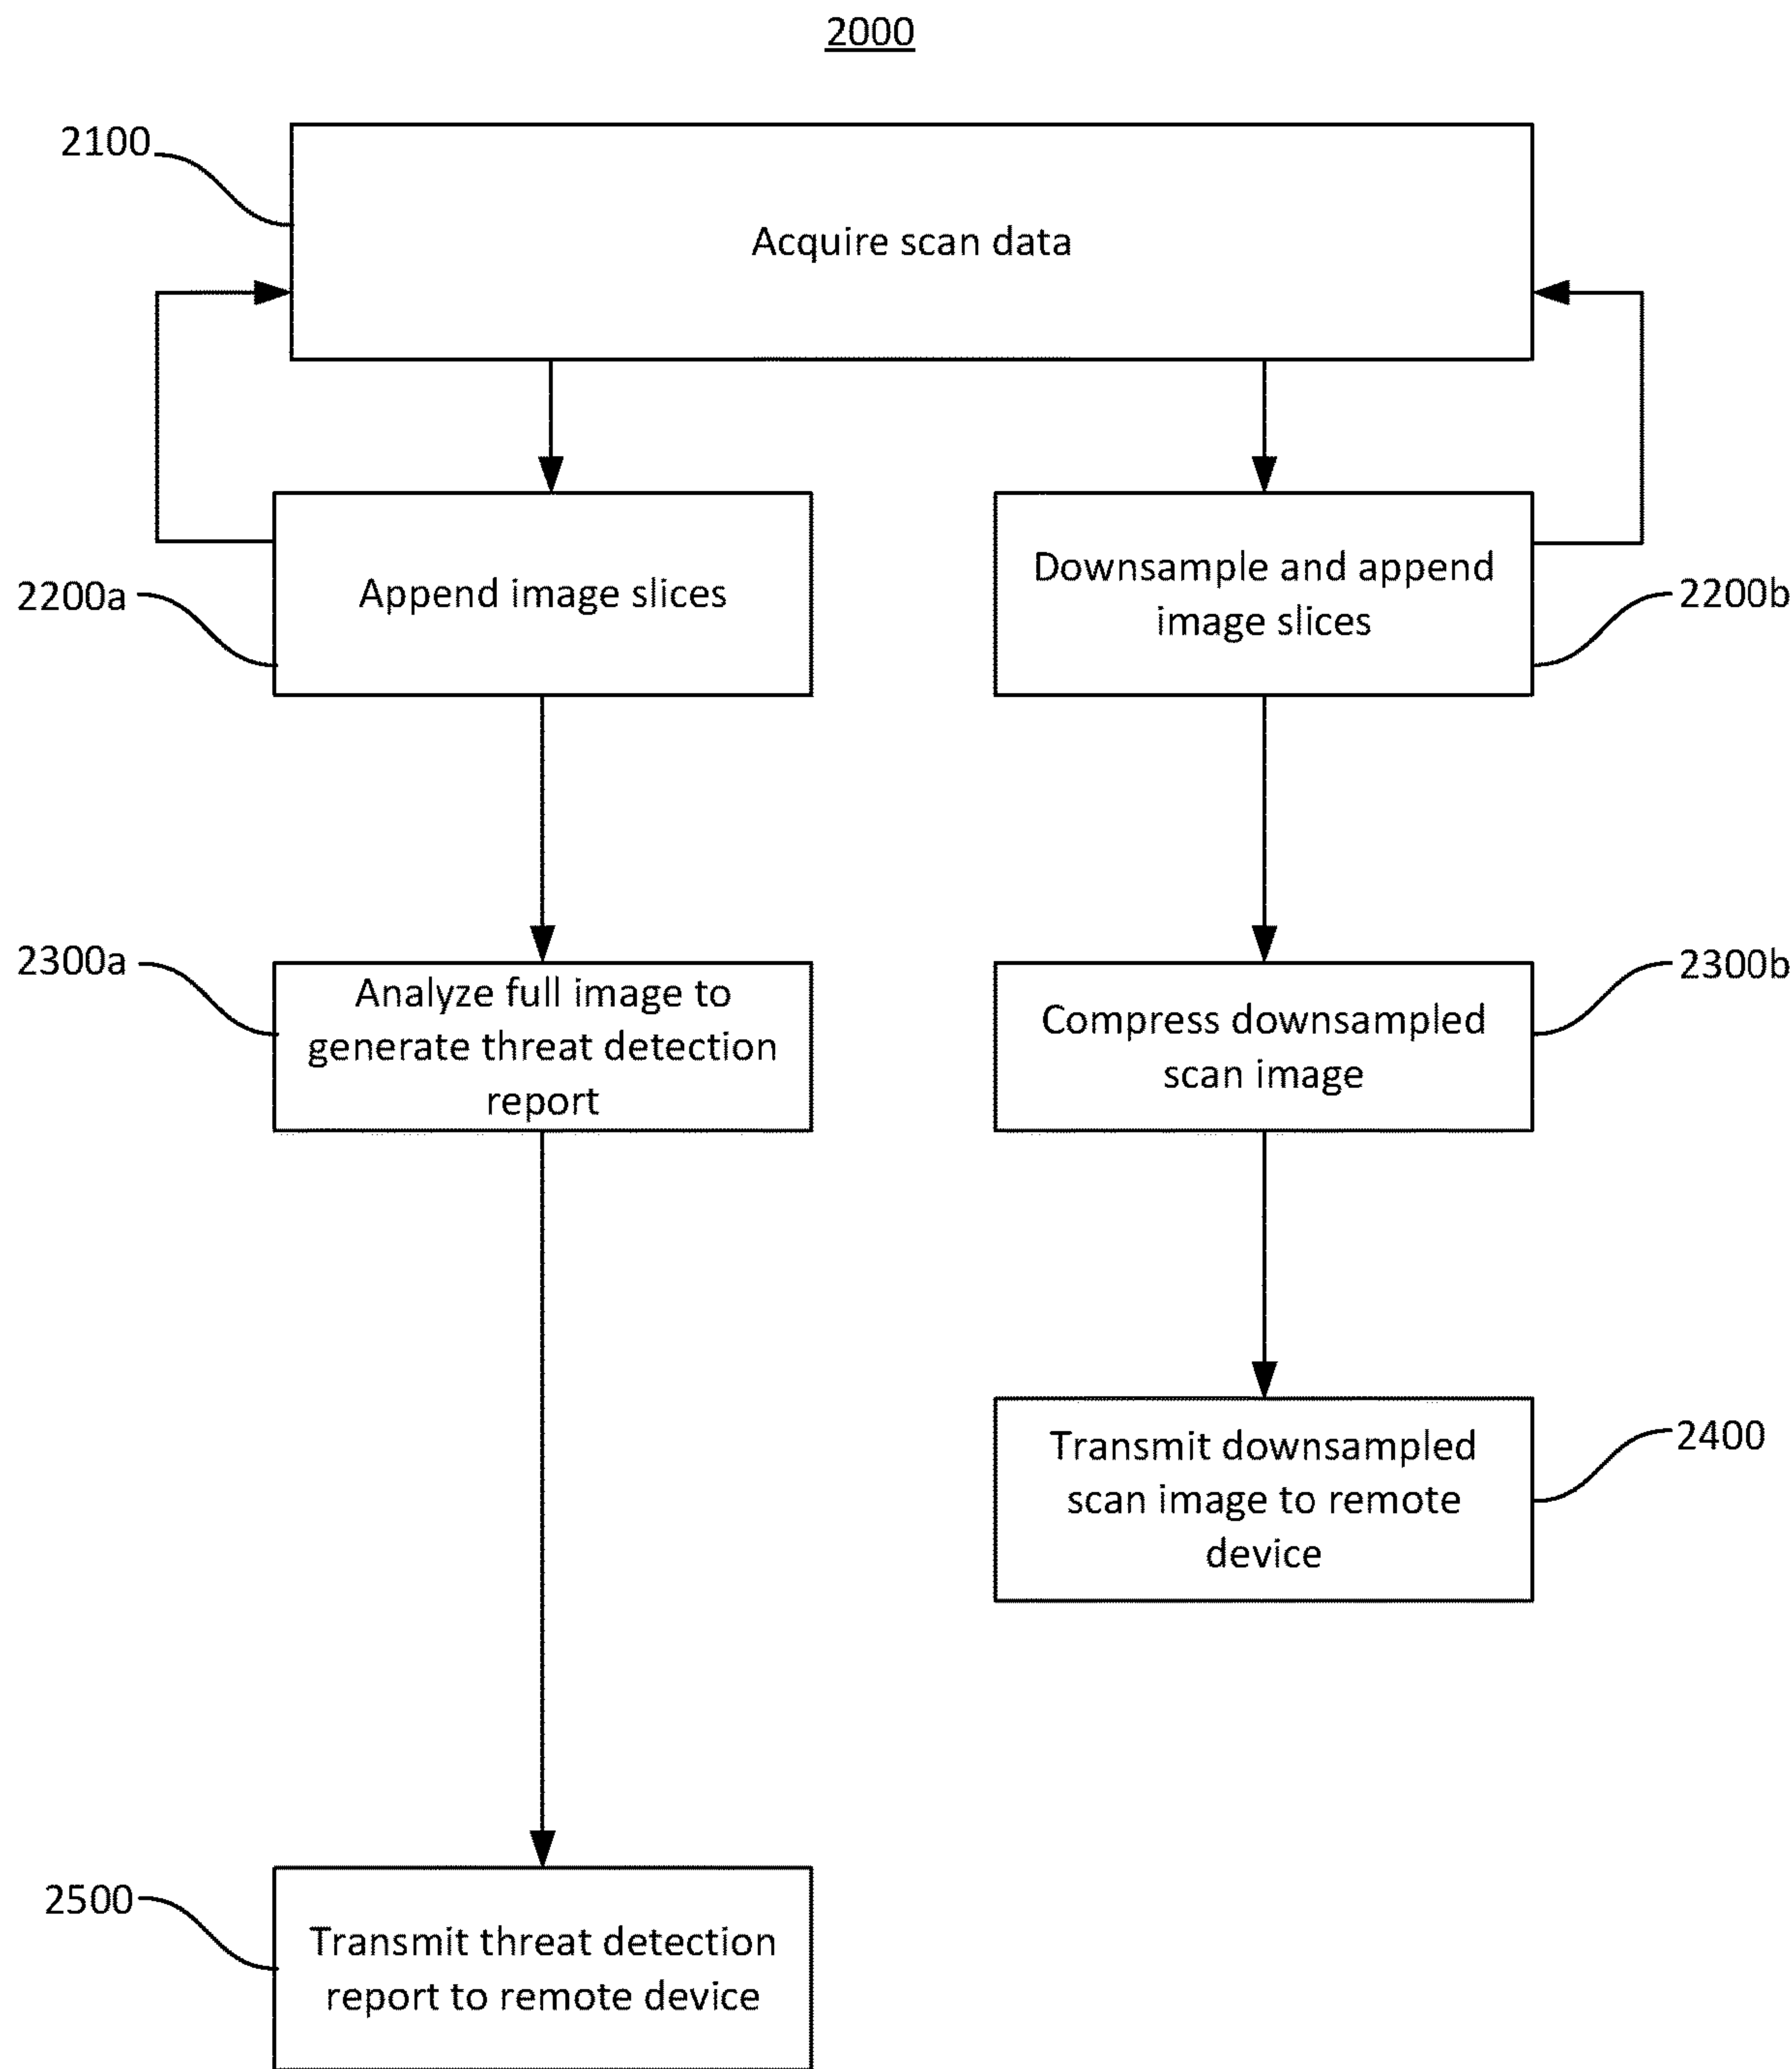 2000
2100
Acquire scan data
2200a
Append image slices
Downsample and append
image slices
2200b
2300a
Analyze full image to
generate threat detection
report
Compress downsampled
scan image
2300b
Transmit downsampled
scan image to remote
device
2400
2500
Transmit threat detection
report to remote device